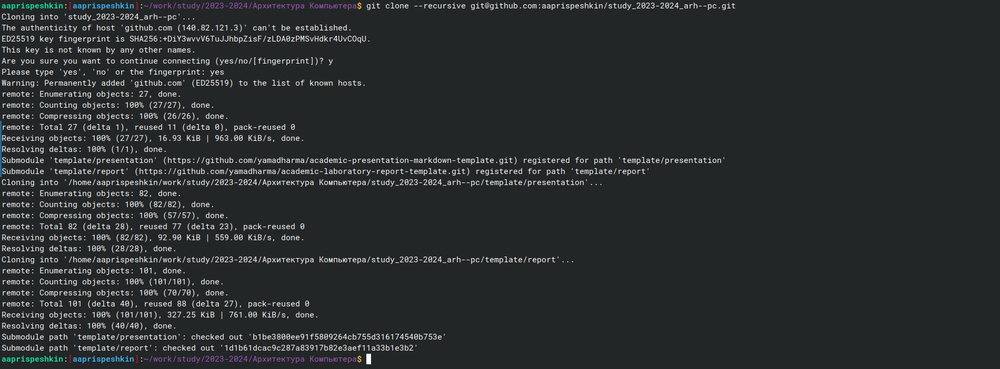 aaprispeshkin:[aaprispeshkin]:~/work/study/2023-2024/Архитектура Компьютера$ git clone --recursive git@github.com:aaprispeshkin/study_2023-2024_arh--pc.git
Cloning into 'study_2023-2024_arh--pc'...
The authenticity of host 'github.com (140.82.121.3)' can't be established.
ED25519 key fingerprint is SHA256:+DiY3wvvV6TuJJhbpZisF/zLDA0zPMSvHdkr4UvCOqU.
This key is not known by any other names.
Are you sure you want to continue connecting (yes/no/[fingerprint])? y
Please type 'yes', 'no' or the fingerprint: yes
Warning: Permanently added 'github.com' (ED25519) to the list of known hosts.
remote: Enumerating objects: 27, done.
remote: Counting objects: 100% (27/27), done.
remote: Compressing objects: 100% (26/26), done.
remote: Total 27 (delta 1), reused 11 (delta 0), pack-reused 0
Receiving objects: 100% (27/27), 16.93 KiB | 963.00 KiB/s, done.
Resolving deltas: 100% (1/1), done.
Submodule 'template/presentation' (https://github.com/yamadharma/academic-presentation-markdown-template.git) registered for path 'template/presentation'
Submodule 'template/report' (https://github.com/yamadharma/academic-laboratory-report-template.git) registered for path 'template/report'
Cloning into '/home/aaprispeshkin/work/study/2023-2024/Архитектура Компьютера/study_2023-2024_arh--pc/template/presentation'...
remote: Enumerating objects: 82, done.
remote: Counting objects: 100% (82/82), done.
remote: Compressing objects: 100% (57/57), done.
remote: Total 82 (delta 28), reused 77 (delta 23), pack-reused 0
Receiving objects: 100% (82/82), 92.90 KiB | 559.00 KiB/s, done.
Resolving deltas: 100% (28/28), done.
Cloning into '/home/aaprispeshkin/work/study/2023-2024/Архитектура Компьютера/study_2023-2024_arh--pc/template/report'...
remote: Enumerating objects: 101, done.
remote: Counting objects: 100% (101/101), done.
remote: Compressing objects: 100% (70/70), done.
remote: Total 101 (delta 40), reused 88 (delta 27), pack-reused 0
Receiving objects: 100% (101/101), 327.25 KiB | 761.00 KiB/s, done.
Resolving deltas: 100% (40/40), done.
Submodule path 'template/presentation': checked out 'b1be3800ee91f5809264cb755d316174540b753e'
Submodule path 'template/report': checked out '1d1b61dcac9c287a83917b82e3aef11a33b1e3b2'
aaprispeshkin:[aaprispeshkin]:~/work/study/2023-2024/Архитектура Компьютера$